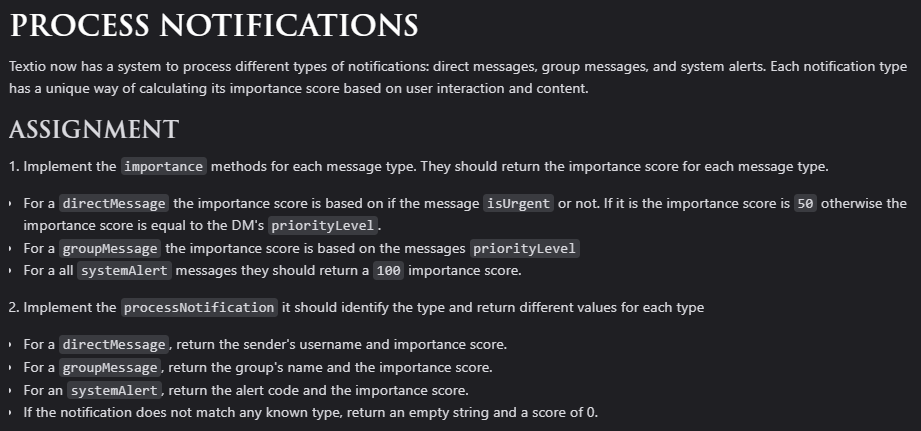 PROCESS NOTIFICATIONS
Textio now has a system to process different types of notifications: direct messages, group messages, and system alerts. Each notification type
has a unique way of calculating its importance score based on user interaction and content.
ASSIGNMENT
1. Implement the importance methods for each message type. They should return the importance score for each message type.
• For a directMessage the importance score is based on if the message isUrgent or not. If it is the importance score is 50 otherwise the
importance score is equal to the DM's priorityLevel.
• For a groupMessage the importance score is based on the messages priorityLevel
• For a all systemAlert messages they should return a 100 importance score.
2. Implement the processNotification it should identify the type and return different values for each type
• For a directMessage, return the sender's username and importance score.
• For a groupMessage, return the group's name and the importance score.
• For an systemAlert, return the alert code and the importance score.
• If the notification does not match any known type, return an empty string and a score of 0.